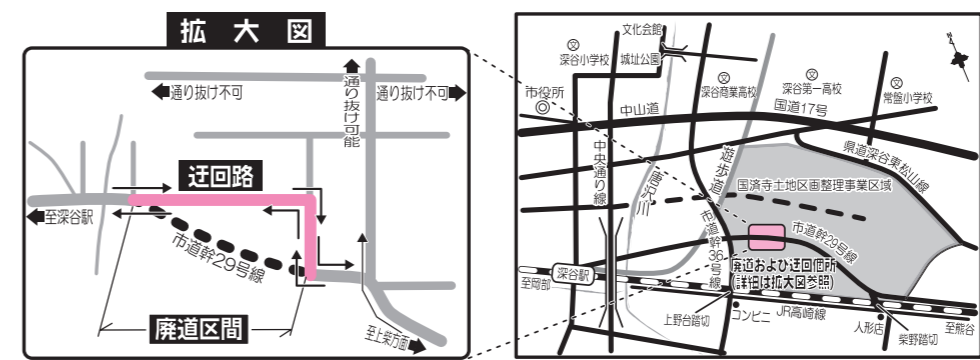 拡大図
通り抜け不可
通り抜け可能
通り抜け不可
迂回路
至深谷駅
市道幹29号線
廃道区間
至上柴方面
文化会館
深谷小学校
城址公園
市役所
深谷商業高校
深谷第一高校
常盤小学校
中山道
国道17号
県道深谷東松山線
中央通り線
唐沢川
遊歩道
国済寺土地区画整理事業区域
市道幹36号線
市道幹29号線
廃道および迂回個所
(詳細は拡大図参照)
深谷駅
至岡部
上野台踏切
コンビニ
JR高崎線
人形店
柴野踏切
至熊谷
文
文
文
文
N